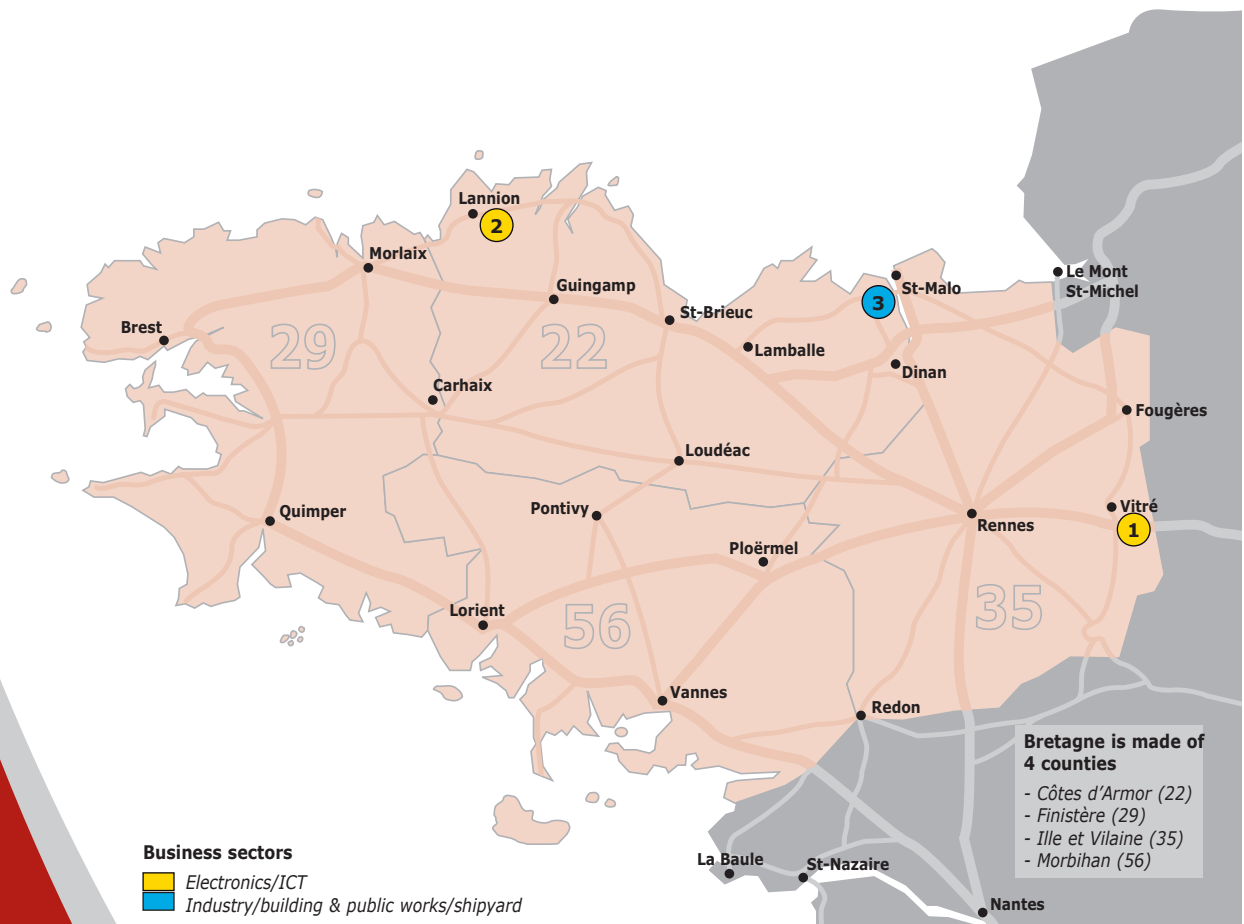 Lannion
2
Morlaix
Le Mont
St-Michel
St-Malo
3
Guingamp
St-Brieuc
Brest
29
22
Lamballe
Dinan
Carhaix
Fougères
Loudéac
Quimper
Pontivy
Vitré
1
Rennes
Ploërmel
Lorient
56
35
Vannes
Redon
Bretagne is made of
4 counties
- Côtes d'Armor (22)
- Finistère (29)
- Ille et Vilaine (35)
- Morbihan (56)
Business sectors
Electronics/ICT
Industry/building & public works/shipyard
La Baule
St-Nazaire
Nantes